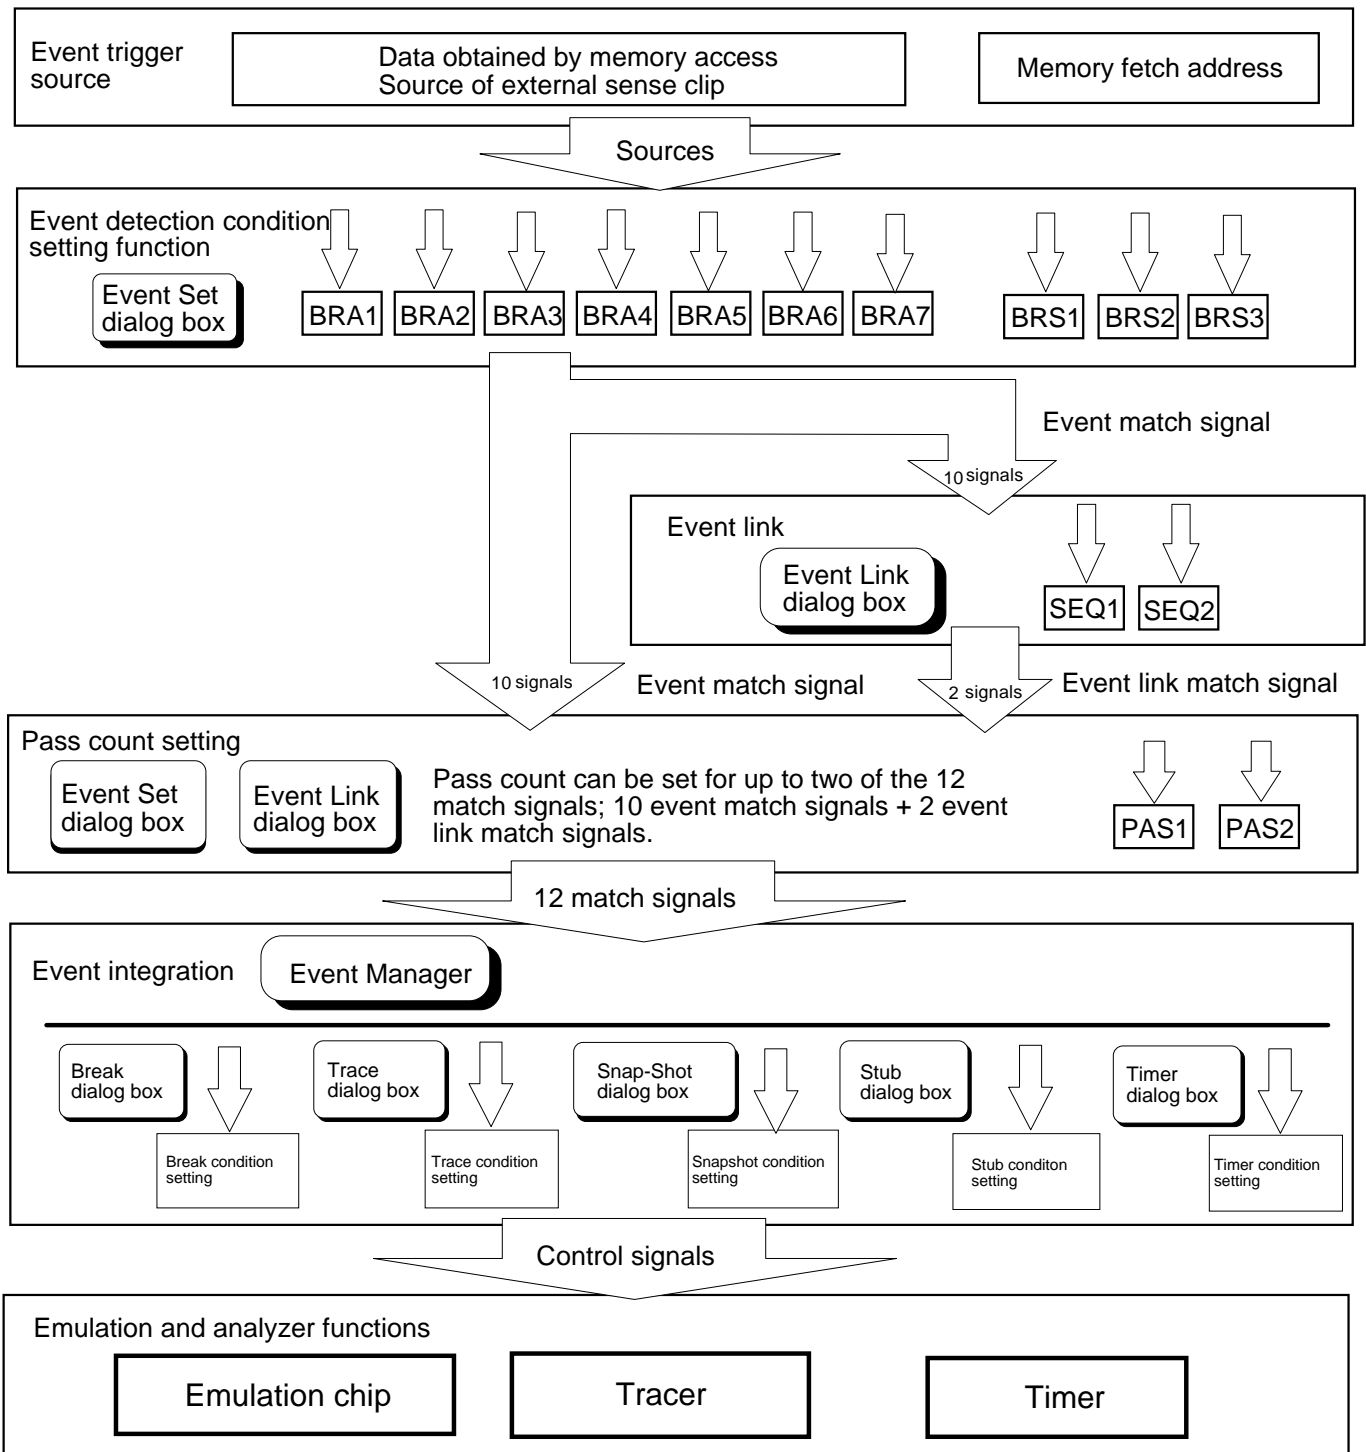 Event trigger
source
Data obtained by memory access
Source of external sense clip
Memory fetch address
Sources
Event detection condition
setting function
Event Set
dialog box
BRA1
BRA2
BRA3
BRA4
BRA5
BRA6
BRA7
BRS1
BRS2
BRS3
Event match signal
10 signals
Event link
Event Link
dialog box
SEQ1
SEQ2
10 signals
Event match signal
2 signals
Event link match signal
Pass count setting
Event Set
dialog box
Event Link
dialog box
Pass count can be set for up to two of the 12
match signals; 10 event match signals + 2 event
link match signals.
PAS1
PAS2
12 match signals
Event integration
Event Manager
Break
dialog box
Trace
dialog box
Snap-Shot
dialog box
Stub
dialog box
Timer
dialog box
Break condition
setting
Trace condition
setting
Snapshot condition
setting
Stub conditon
setting
Timer condition
setting
Control signals
Emulation and analyzer functions
Emulation chip
Tracer
Timer